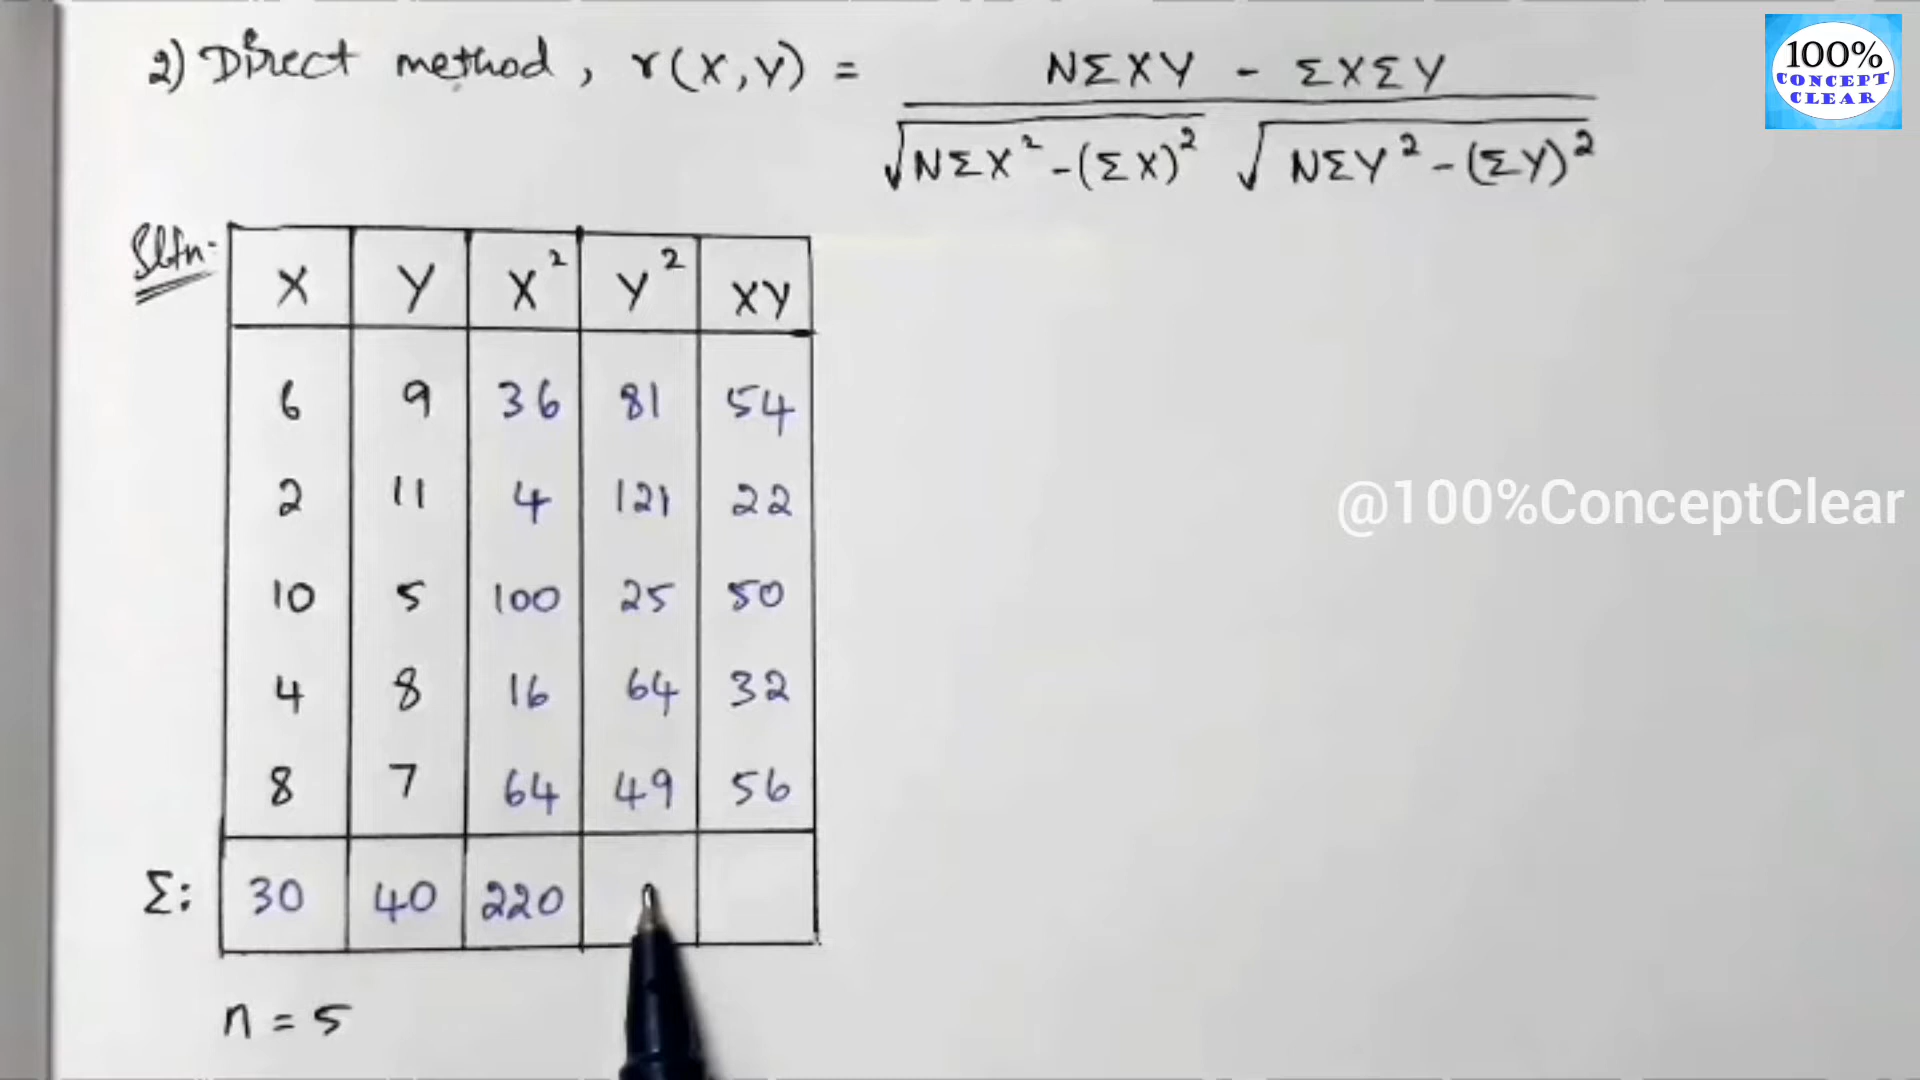 2) Direct method, r(X,Y) = NΣXY - ΣXΣY
√NΣX² -(ΣX)² √NΣY² -(ΣY)²
100%
CONCEPT
CLEAR
Sltn:-
X Y X² Y² XY
6 9 36 81 54
2 11 4 121 22
10 5 100 25 50
4 8 16 64 32
8 7 64 49 56
Σ: 30 40 220
n = 5
@100%ConceptClear